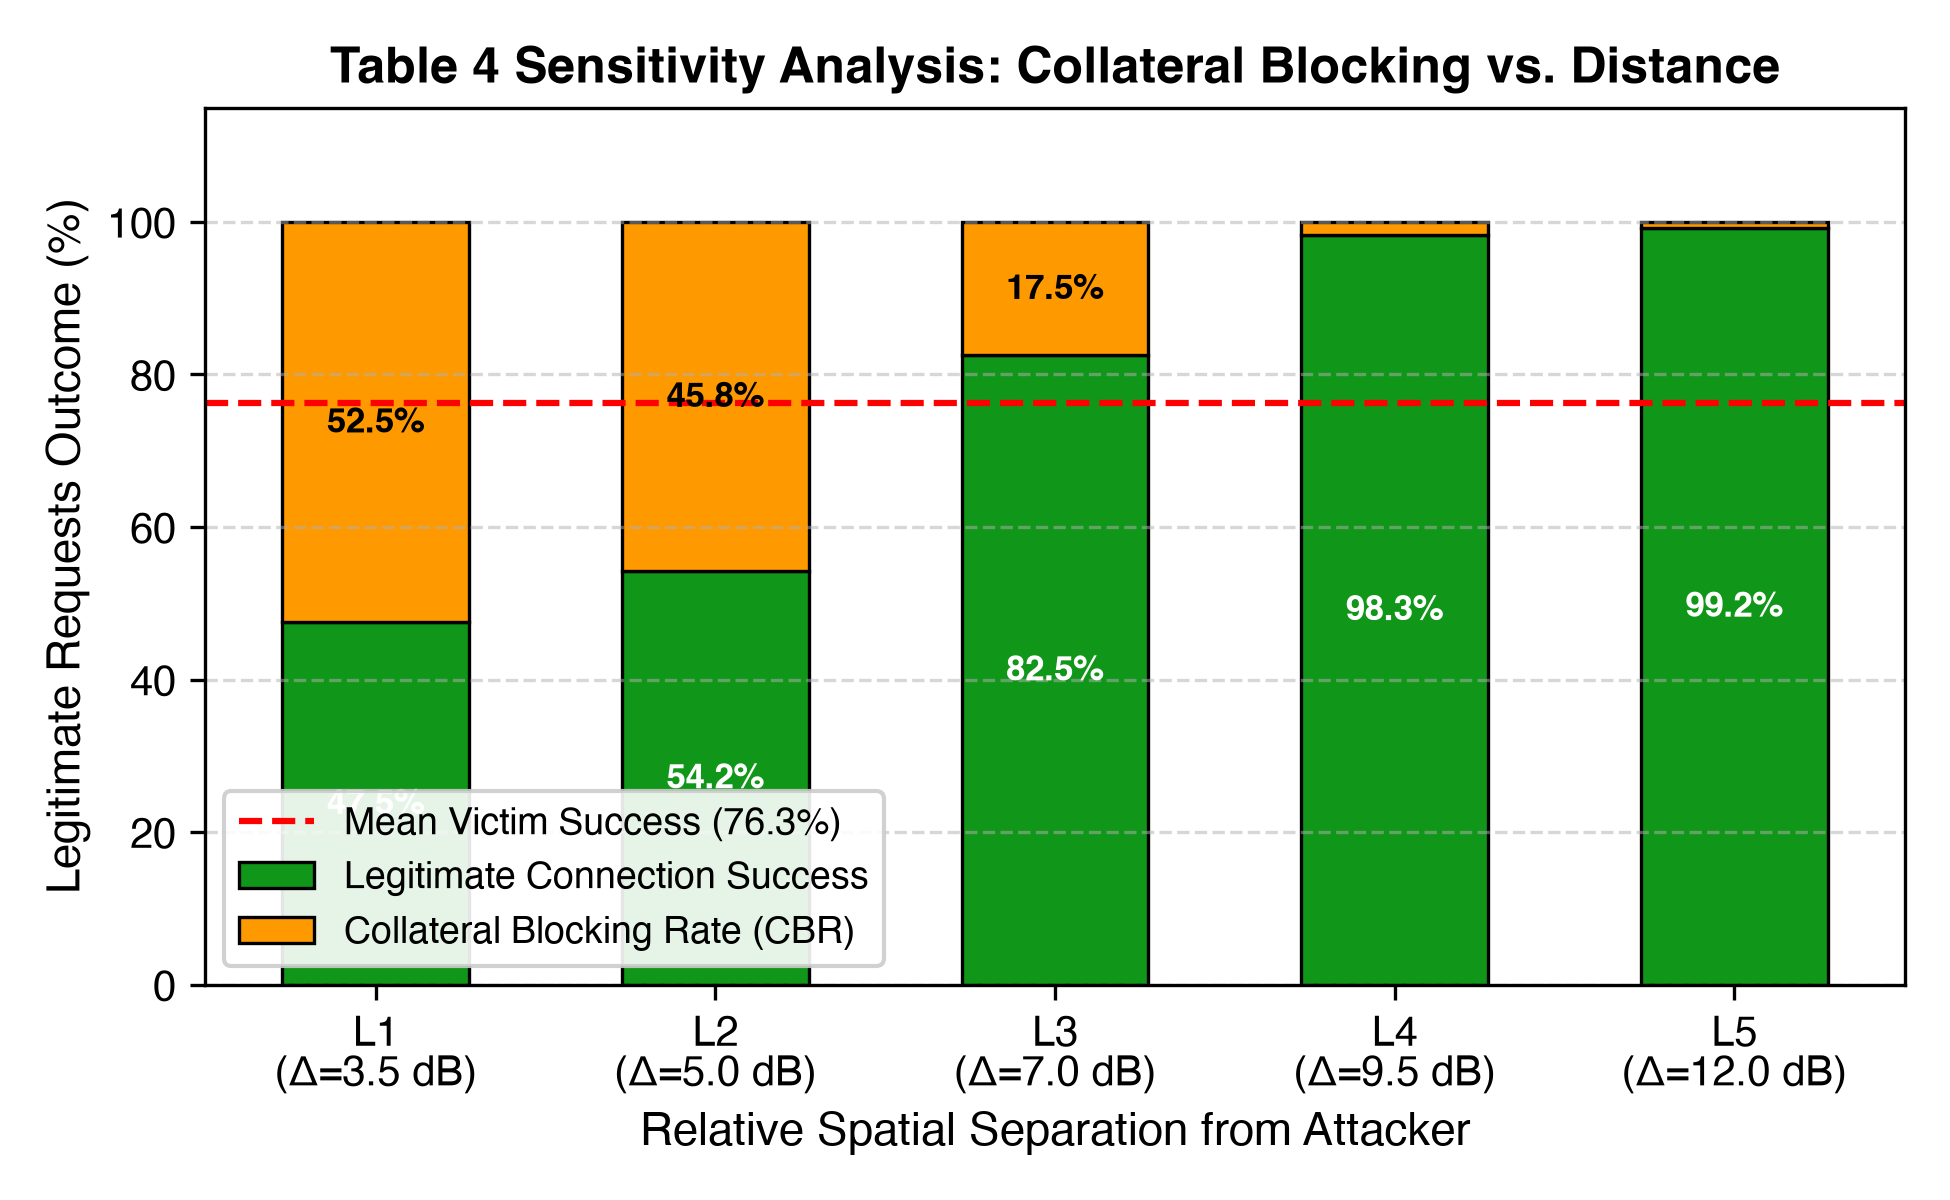 Table 4 Sensitivity Analysis: Collateral Blocking vs. Distance
Legitimate Requests Outcome (%)
100
80
60
40
20
0
52.5%
47.5%
45.8%
54.2%
17.5%
82.5%
98.3%
99.2%
Mean Victim Success (76.3%)
Legitimate Connection Success
Collateral Blocking Rate (CBR)
L1
(Δ=3.5 dB)
L2
(Δ=5.0 dB)
L3
(Δ=7.0 dB)
L4
(Δ=9.5 dB)
L5
(Δ=12.0 dB)
Relative Spatial Separation from Attacker